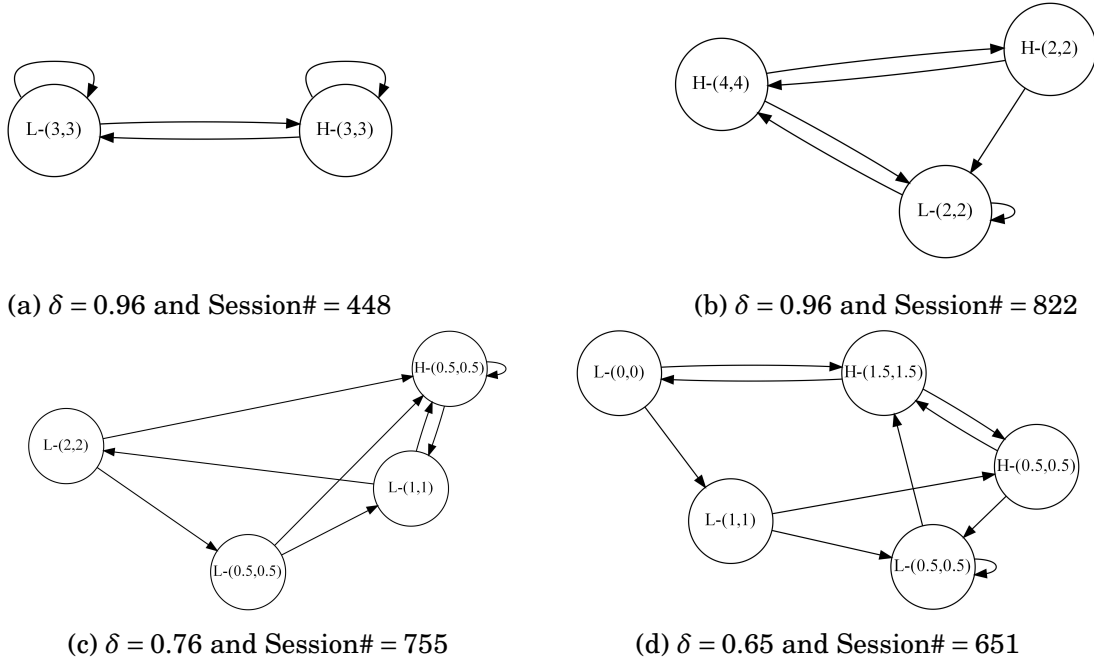 L-(3,3)
H-(3,3)
H-(4,4)
H-(2,2)
L-(2,2)
(a) δ = 0.96 and Session# = 448
(b) δ = 0.96 and Session# = 822
H-(0.5,0.5)
L-(2,2)
L-(1,1)
L-(0.5,0.5)
L-(0,0)
H-(1.5,1.5)
H-(0.5,0.5)
L-(1,1)
L-(0.5,0.5)
(c) δ = 0.76 and Session# = 755
(d) δ = 0.65 and Session# = 651